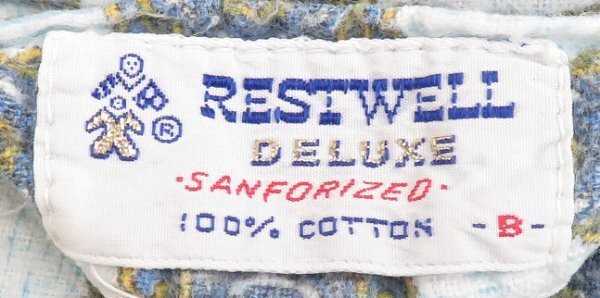 RESTWELL
®
DELUXE
·SANFORIZED·
100% COTTON -B-